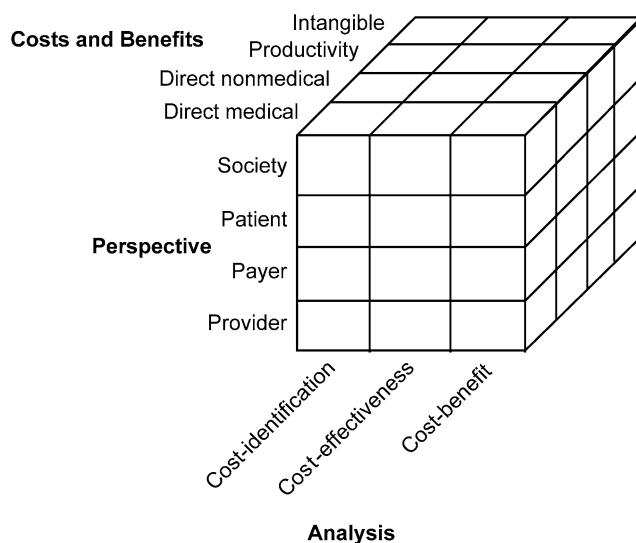 Costs and Benefits
Intangible
Productivity
Direct nonmedical
Direct medical
Perspective
Society
Patient
Payer
Provider
Cost-identification
Cost-effectiveness
Cost-benefit
Analysis